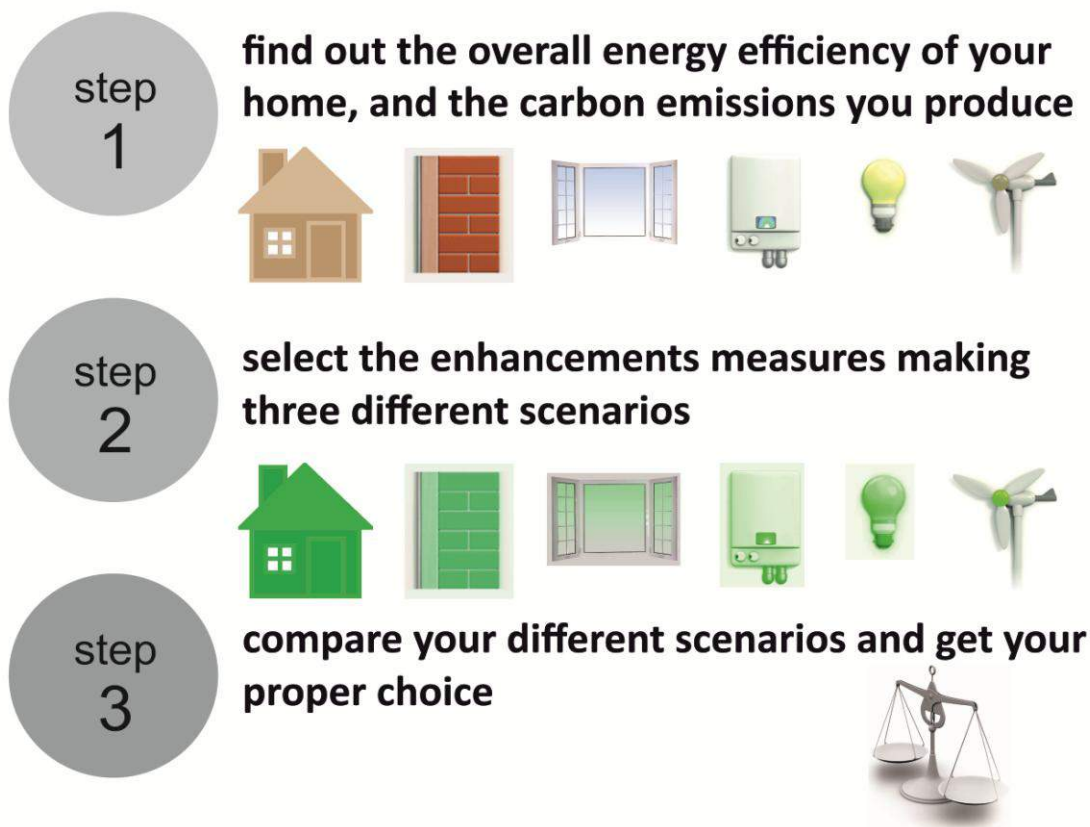 step
1
find out the overall energy efficiency of your
home, and the carbon emissions you produce
step
2
select the enhancements measures making
three different scenarios
step
3
compare your different scenarios and get your
proper choice